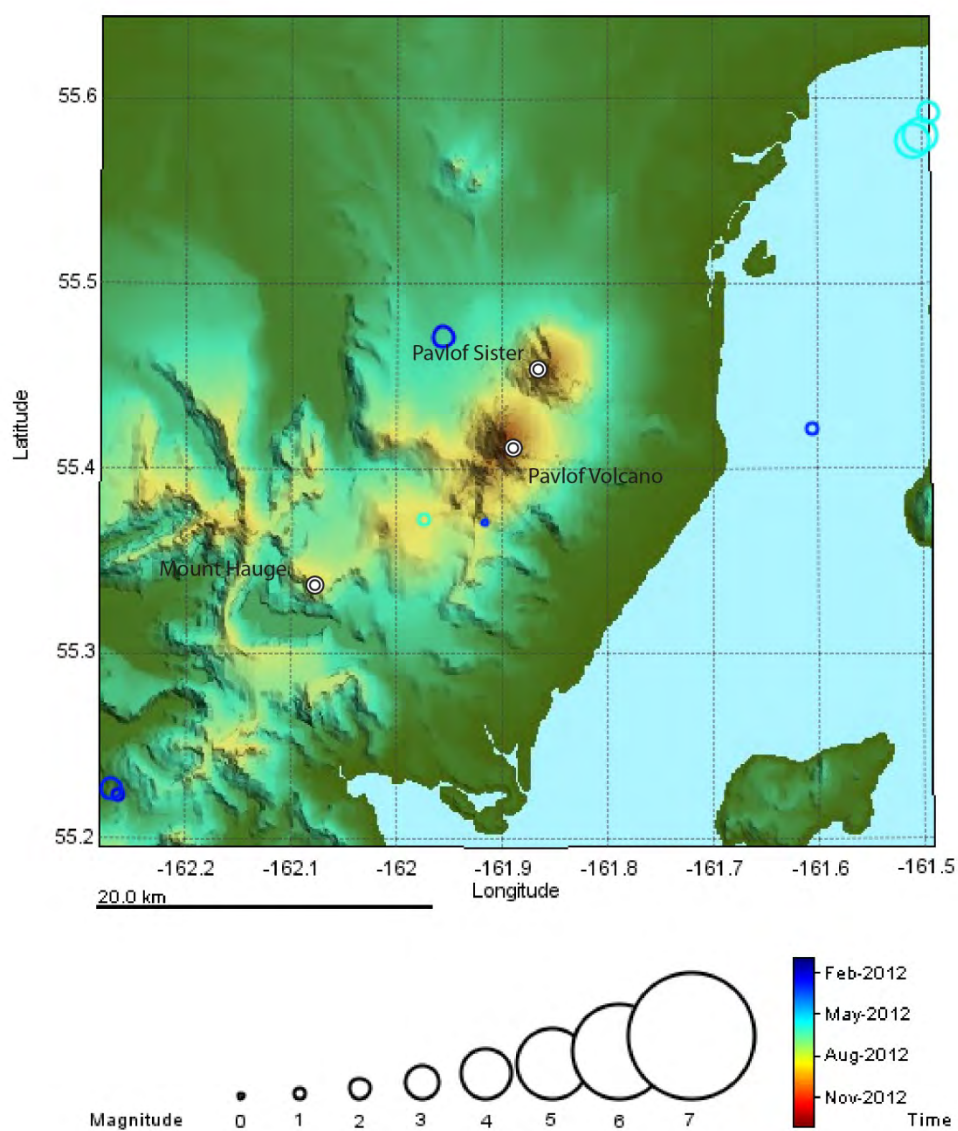 55.6
55.5
Pavlof Sister
Latitude
55.4
Pavlof Volcano
Mount Hauge
55.3
55.2
-162.2 -162.1 -162 -161.9 -161.8 -161.7 -161.6 -161.5
Longitude
20.0 km
Feb-2012
May-2012
Aug-2012
Nov-2012
Magnitude 0 1 2 3 4 5 6 7 Time